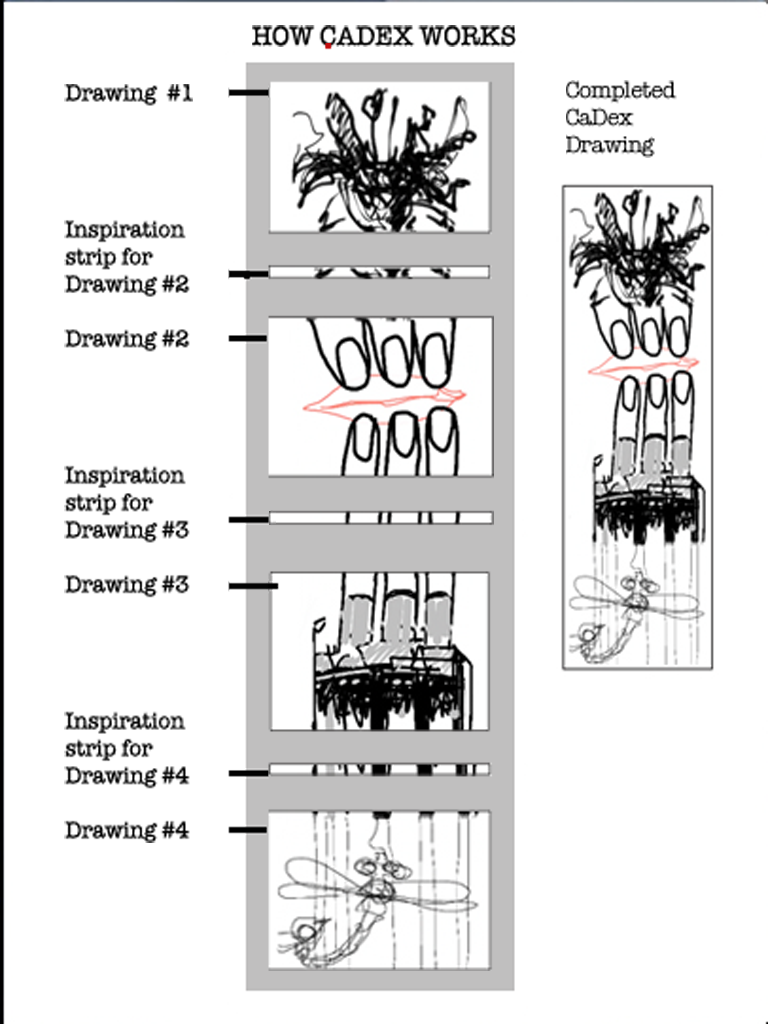 HOW CADEX WORKS
Drawing #1
Completed
CaDex
Drawing
Inspiration
strip for
Drawing #2
Drawing #2
Inspiration
strip for
Drawing #3
Drawing #3
Inspiration
strip for
Drawing #4
Drawing #4